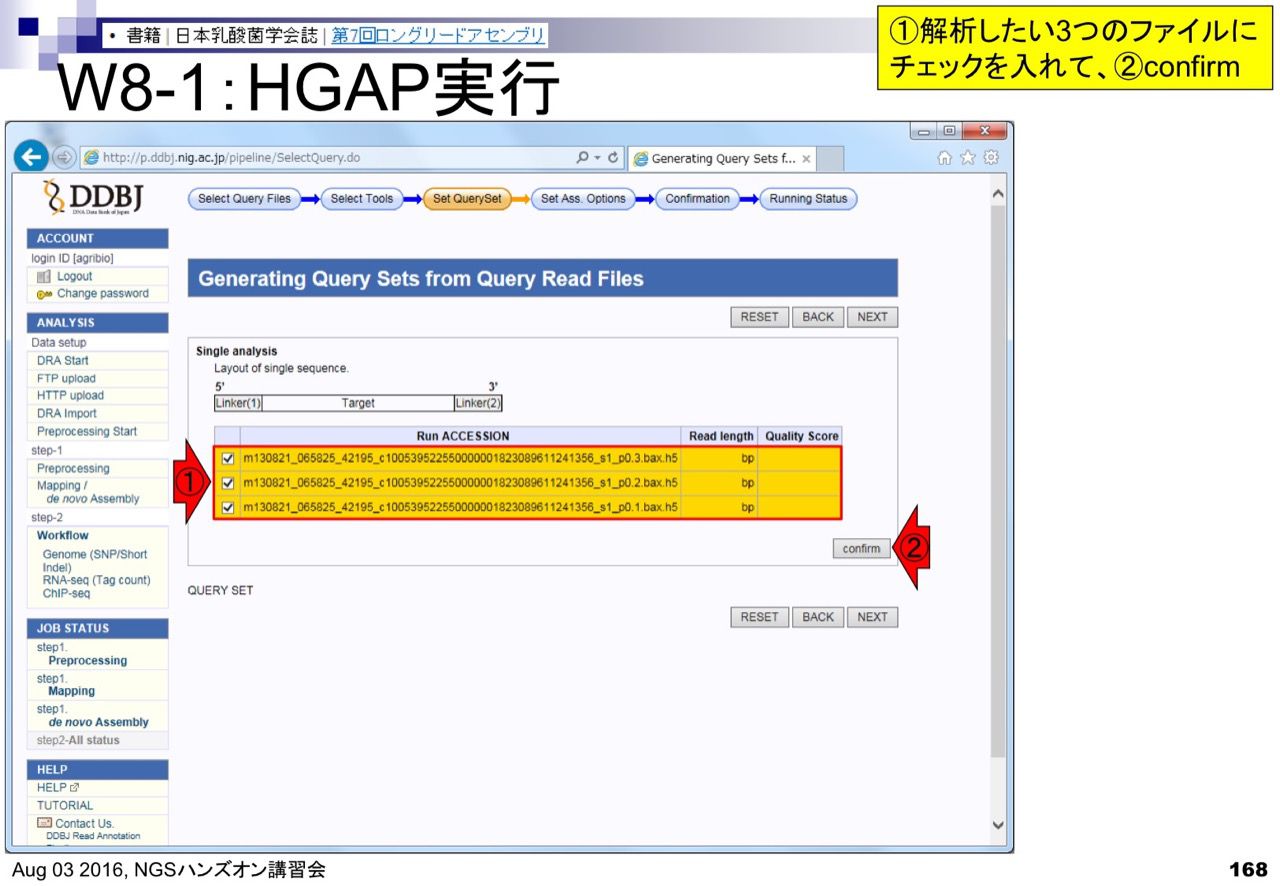 • 書籍 | 日本乳酸菌学会誌 | 第7回ロングリードアセンブリ
①解析したい3つのファイルに
チェックを入れて、②confirm
W8-1：HGAP実行
http://p.ddbj.nig.ac.jp/pipeline/SelectQuery.do
Generating Query Sets f...
DDBJ
DNA Data Bank of Japan
Select Query Files
Select Tools
Set QuerySet
Set Ass. Options
Confirmation
Running Status
ACCOUNT
login ID [agribio]
Logout
Change password
ANALYSIS
Data setup
DRA Start
FTP upload
HTTP upload
DRA Import
Preprocessing Start
step-1
Preprocessing
Mapping /
de novo Assembly
step-2
Workflow
Genome (SNP/Short
Indel)
RNA-seq (Tag count)
ChIP-seq
JOB STATUS
step1.
Preprocessing
step1.
Mapping
step1.
de novo Assembly
step2-All status
HELP
HELP
TUTORIAL
Contact Us.
DDBJ Read Annotation
Generating Query Sets from Query Read Files
RESET BACK NEXT
Single analysis
Layout of single sequence.
5' 3'
Linker(1) Target Linker(2)
Run ACCESSION Read length Quality Score
m130821_065825_42195_c100539522550000001823089611241356_s1_p0.3.bax.h5 bp
m130821_065825_42195_c100539522550000001823089611241356_s1_p0.2.bax.h5 bp
m130821_065825_42195_c100539522550000001823089611241356_s1_p0.1.bax.h5 bp
①
confirm
②
QUERY SET
RESET BACK NEXT
Aug 03 2016, NGSハンズオン講習会
168